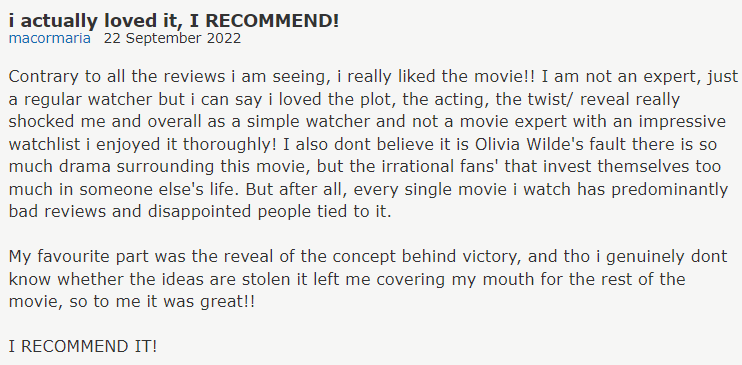 i actually loved it, I RECOMMEND!
macormaria 22 September 2022
Contrary to all the reviews i am seeing, i really liked the movie!! I am not an expert, just
a regular watcher but i can say i loved the plot, the acting, the twist/ reveal really
shocked me and overall as a simple watcher and not a movie expert with an impressive
watchlist i enjoyed it thoroughly! I also dont believe it is Olivia Wilde's fault there is so
much drama surrounding this movie, but the irrational fans' that invest themselves too
much in someone else's life. But after all, every single movie i watch has predominantly
bad reviews and disappointed people tied to it.
My favourite part was the reveal of the concept behind victory, and tho i genuinely dont
know whether the ideas are stolen it left me covering my mouth for the rest of the
movie, so to me it was great!!
I RECOMMEND IT!